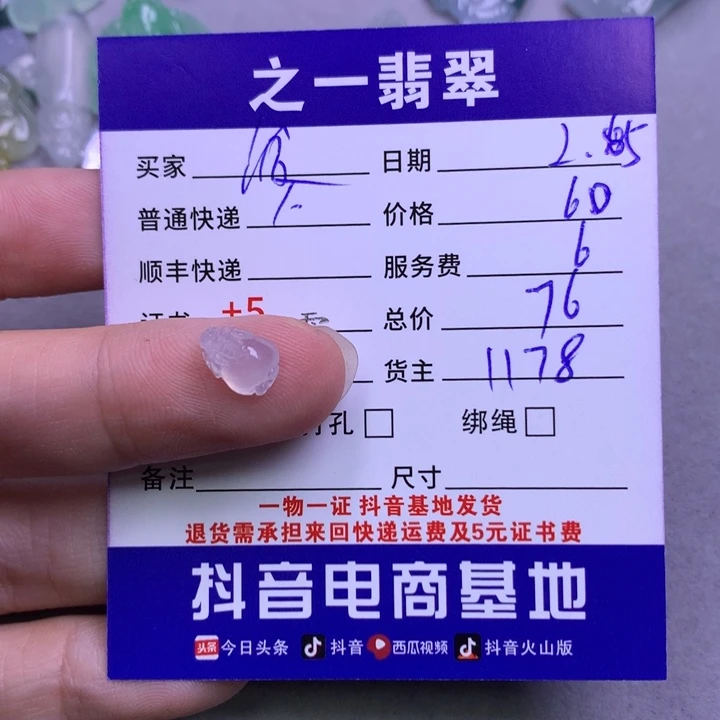 之一翡翠
买家 日期
普通快递 价格 60
顺丰快递 服务费 6
证书 +5 总价 76
货主 1178
打孔 绑绳
备注 尺寸
一物一证 抖音基地发货
退货需承担来回快递运费及5元证书费
抖音电商基地
头条 今日头条 抖音 西瓜视频 抖音火山版